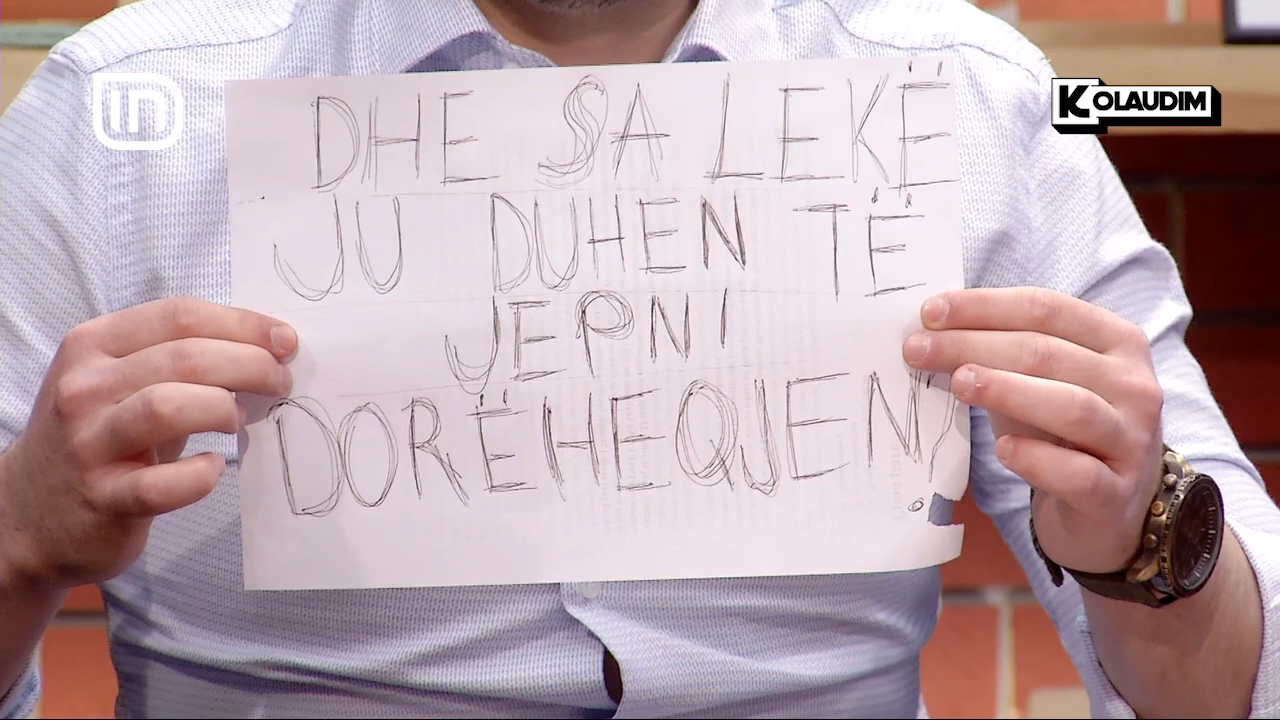 in
KOLAUDIM
DHE SA LEKË
JU DUHEN TË
JEPNI
DORËHEQJEN?